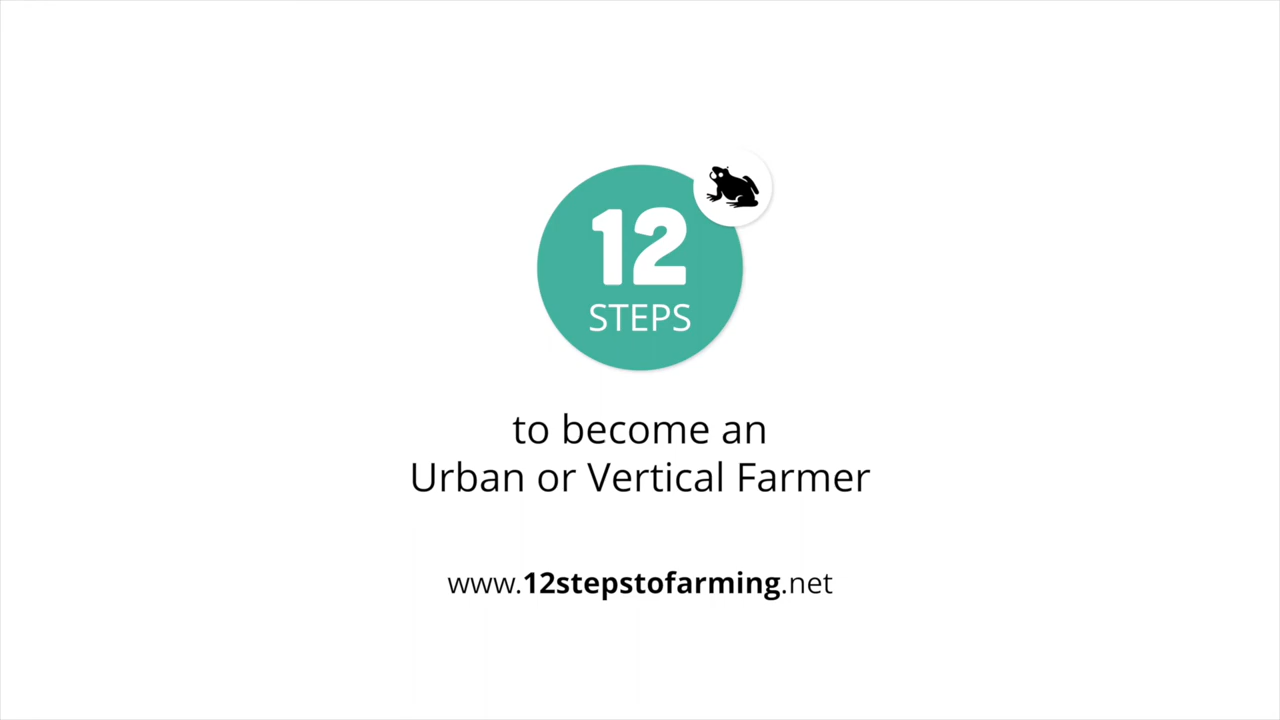 12
STEPS
to become an
Urban or Vertical Farmer
www.12stepstofarming.net